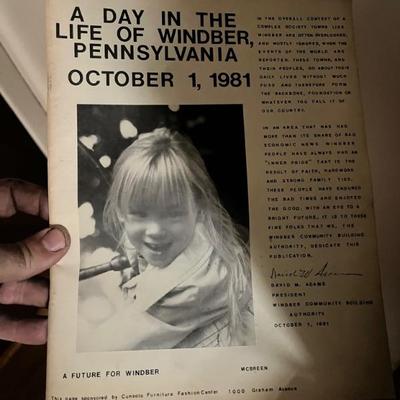 A DAY IN THE
LIFE OF WINDBER,
PENNSYLVANIA
OCTOBER 1, 1981
IN THE OVERALL CONTEXT OF A
COMPLEX SOCIETY, TOWNS LIKE
WINDBER ARE OFTEN OVERLOOKED,
AND MOSTLY IGNORED, WHEN THE
EVENTS OF THE WORLD ARE
REPORTED. THESE TOWNS, AND
THEIR PEOPLES, GO ABOUT THEIR
DAILY LIVES WITHOUT MUCH
FUSS AND THEREFORE FORM
THE BACKBONE, FOUNDATION OR
WHATEVER YOU CALL IT OF
OUR COUNTRY.
IN AN AREA THAT HAS HAD
MORE THAN ITS SHARE OF BAD
ECONOMIC NEWS WINDBER
PEOPLE HAVE ALWAYS HAD AN
"INNER PRIDE" THAT IS THE
RESULT OF FAITH, HARDWORK
AND STRONG FAMILY TIES.
THESE PEOPLE HAVE ENDURED
THE BAD TIMES AND ENJOYED
THE GOOD, WITH AN EYE TO A
BRIGHT FUTURE. IT IS TO THESE
FINE FOLKS THAT WE, THE
WINDBER COMMUNITY BUILDING
AUTHORITY, DEDICATE THIS
PUBLICATION.
David M. Adams
DAVID M. ADAMS
PRESIDENT
WINDBER COMMUNITY BUILDING
AUTHORITY
OCTOBER 1, 1981
A FUTURE FOR WINDBER
MCGREEN
This page sponsored by Furniture Fashion Center 1000 Graham Avenue